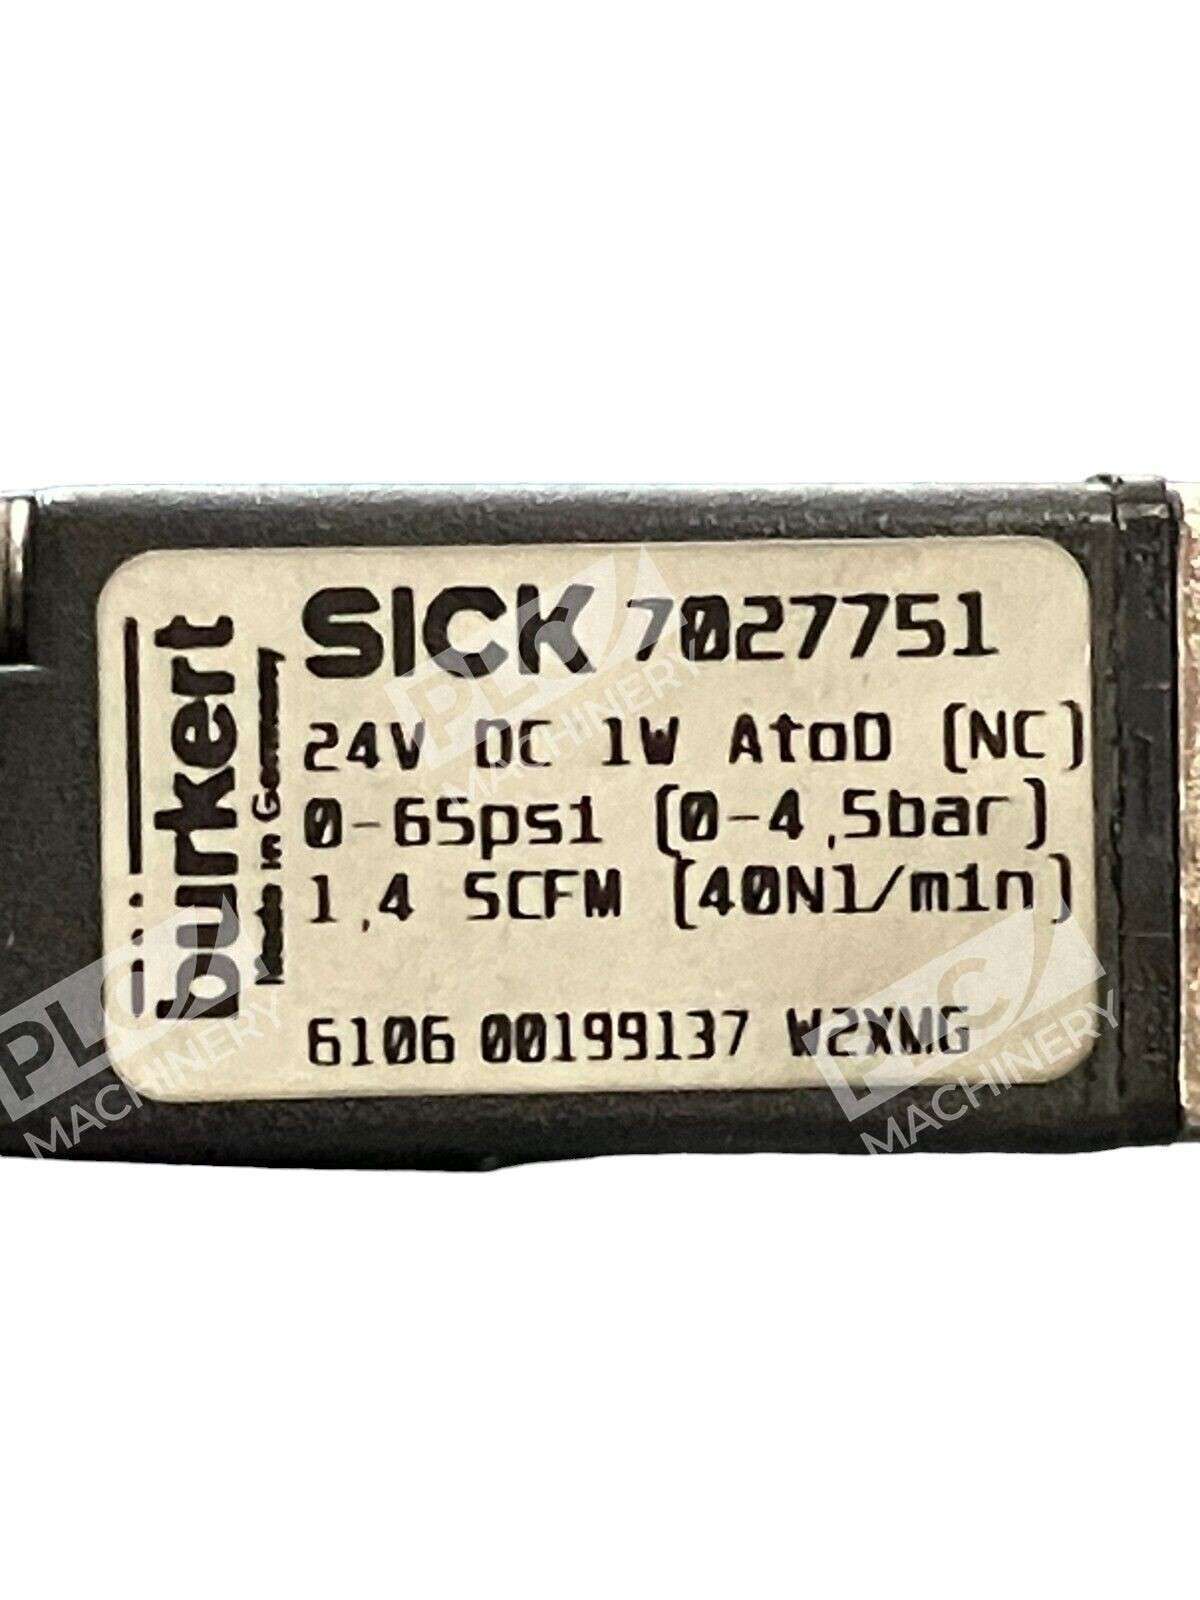 bürkert
Made in Germany
SICK 7027751
24V DC 1W AtoD (NC)
0-65psi (0-4,5bar)
1,4 SCFM (40Nl/min)
6106 00199137 W2XMG
PLC
MACHINERY
PLC
MACHINERY
PLC
MACHINERY